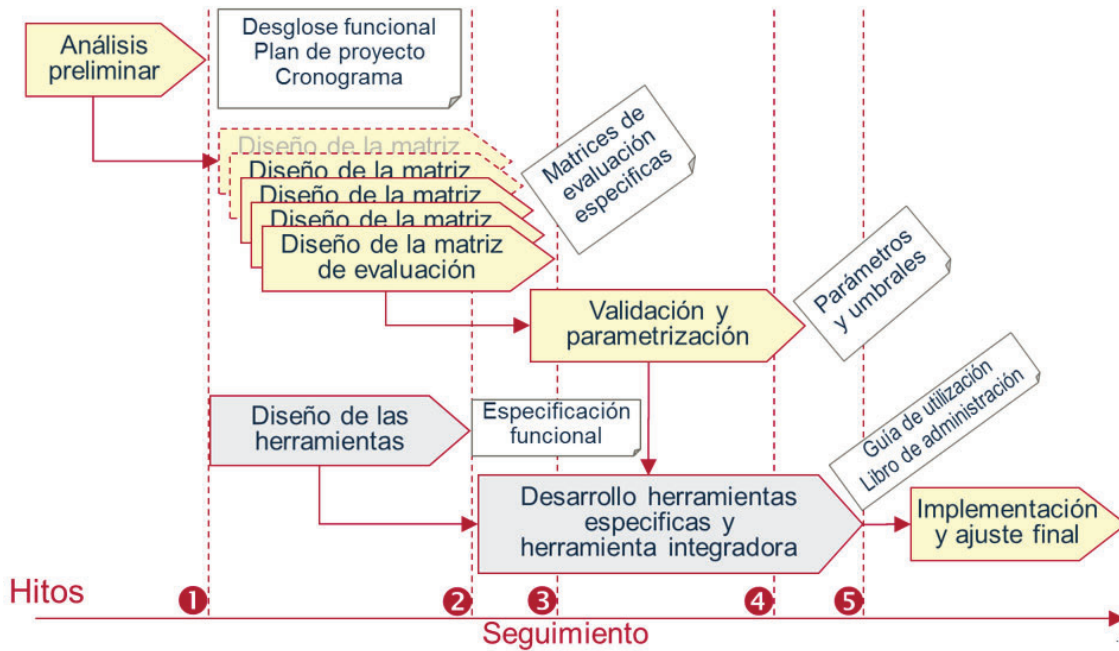 Análisis
preliminar
Desglose funcional
Plan de proyecto
Cronograma
Diseño de la matriz
Diseño de la matriz
Diseño de la matriz
Diseño de la matriz
Diseño de la matriz
de evaluación
Matrices de
evaluación
especificas
Validación y
parametrización
Parámetros
y umbrales
Diseño de las
herramientas
Especificación
funcional
Desarrollo herramientas
especificas y
herramienta integradora
Guía de utilización
Libro de administración
Implementación
y ajuste final
Hitos
1
2
3
4
5
Seguimiento